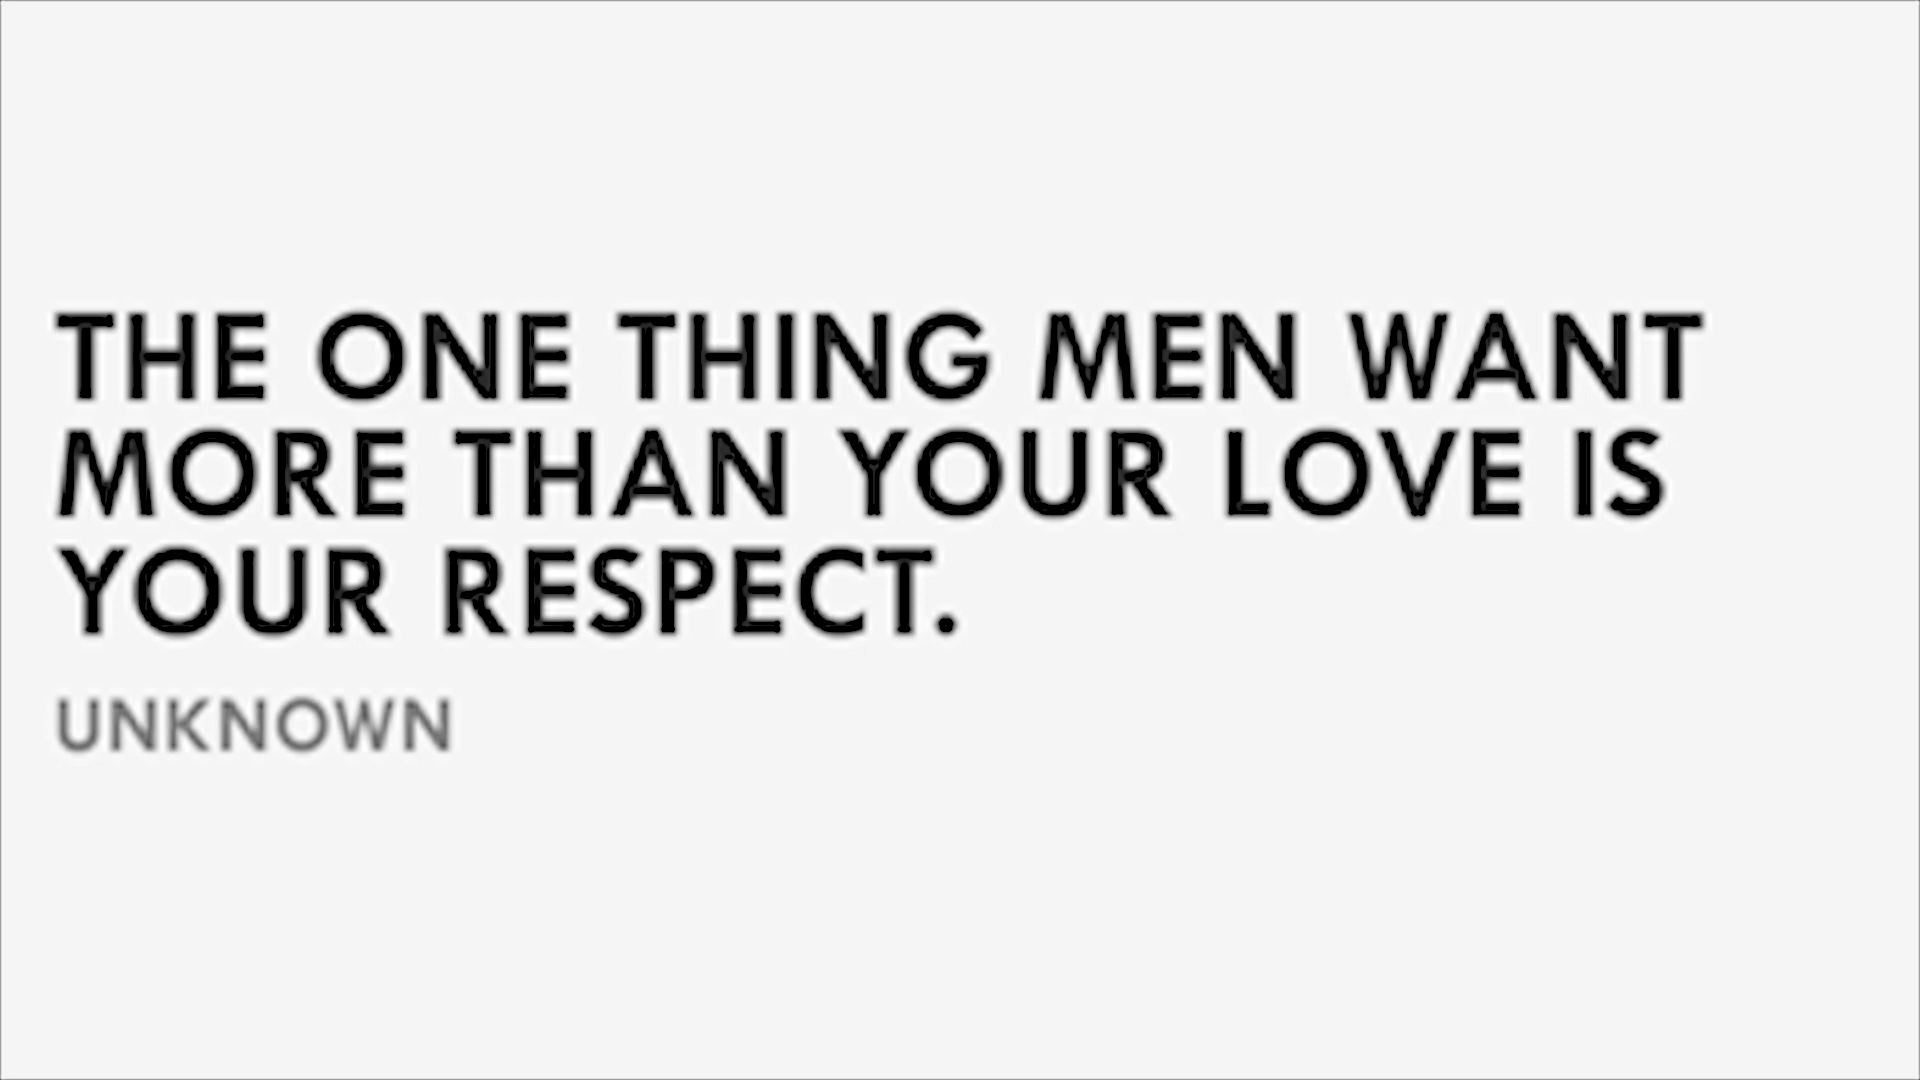 THE ONE THING MEN WANT
MORE THAN YOUR LOVE IS
YOUR RESPECT.
UNKNOWN